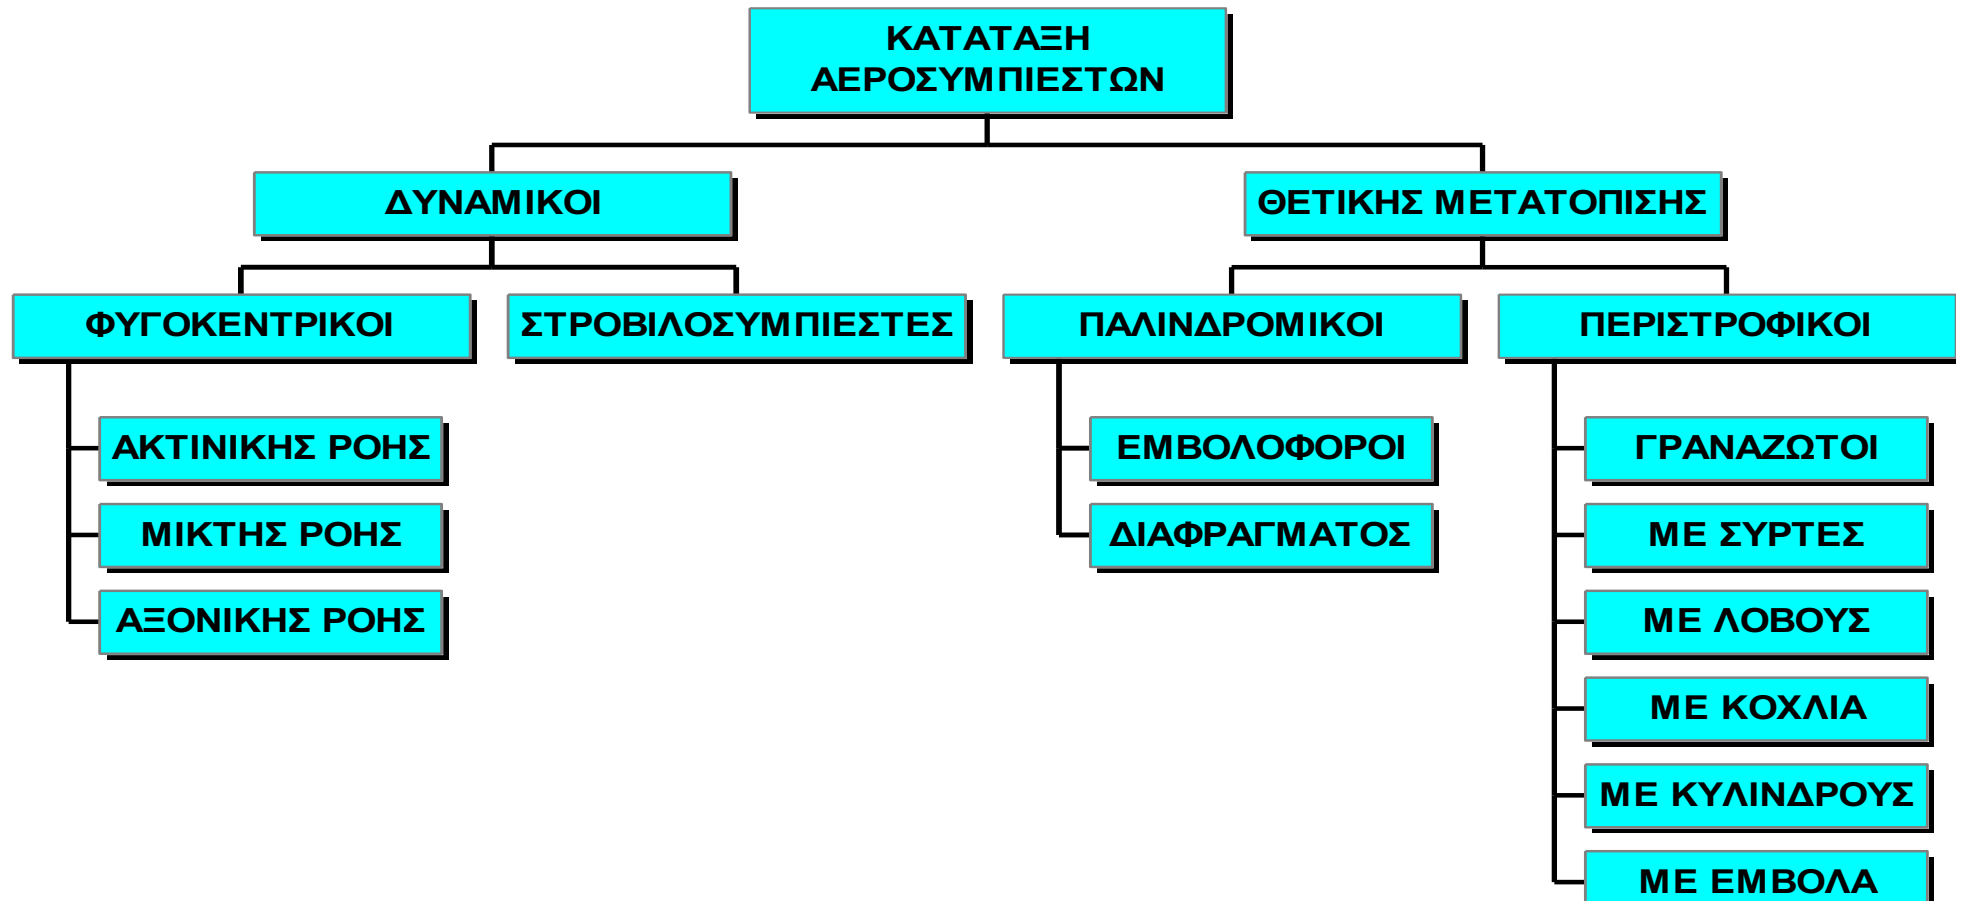 ΚΑΤΑΤΑΞΗ
ΑΕΡΟΣΥΜΠΙΕΣΤΩΝ
ΔΥΝΑΜΙΚΟΙ
ΘΕΤΙΚΗΣ ΜΕΤΑΤΟΠΙΣΗΣ
ΦΥΓΟΚΕΝΤΡΙΚΟΙ
ΣΤΡΟΒΙΛΟΣΥΜΠΙΕΣΤΕΣ
ΠΑΛΙΝΔΡΟΜΙΚΟΙ
ΠΕΡΙΣΤΡΟΦΙΚΟΙ
ΑΚΤΙΝΙΚΗΣ ΡΟΗΣ
ΜΙΚΤΗΣ ΡΟΗΣ
ΑΞΟΝΙΚΗΣ ΡΟΗΣ
ΕΜΒΟΛΟΦΟΡΟΙ
ΔΙΑΦΡΑΓΜΑΤΟΣ
ΓΡΑΝΑΖΩΤΟΙ
ΜΕ ΣΥΡΤΕΣ
ΜΕ ΛΟΒΟΥΣ
ΜΕ ΚΟΧΛΙΑ
ΜΕ ΚΥΛΙΝΔΡΟΥΣ
ΜΕ ΕΜΒΟΛΑ